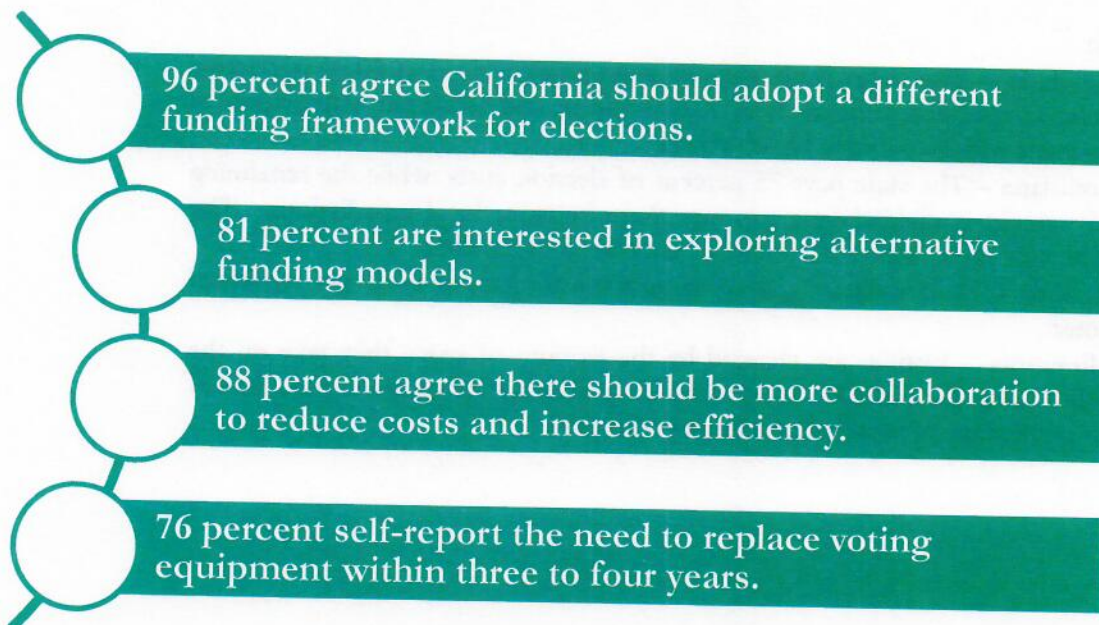 96 percent agree California should adopt a different
funding framework for elections.
81 percent are interested in exploring alternative
funding models.
88 percent agree there should be more collaboration
to reduce costs and increase efficiency.
76 percent self-report the need to replace voting
equipment within three to four years.